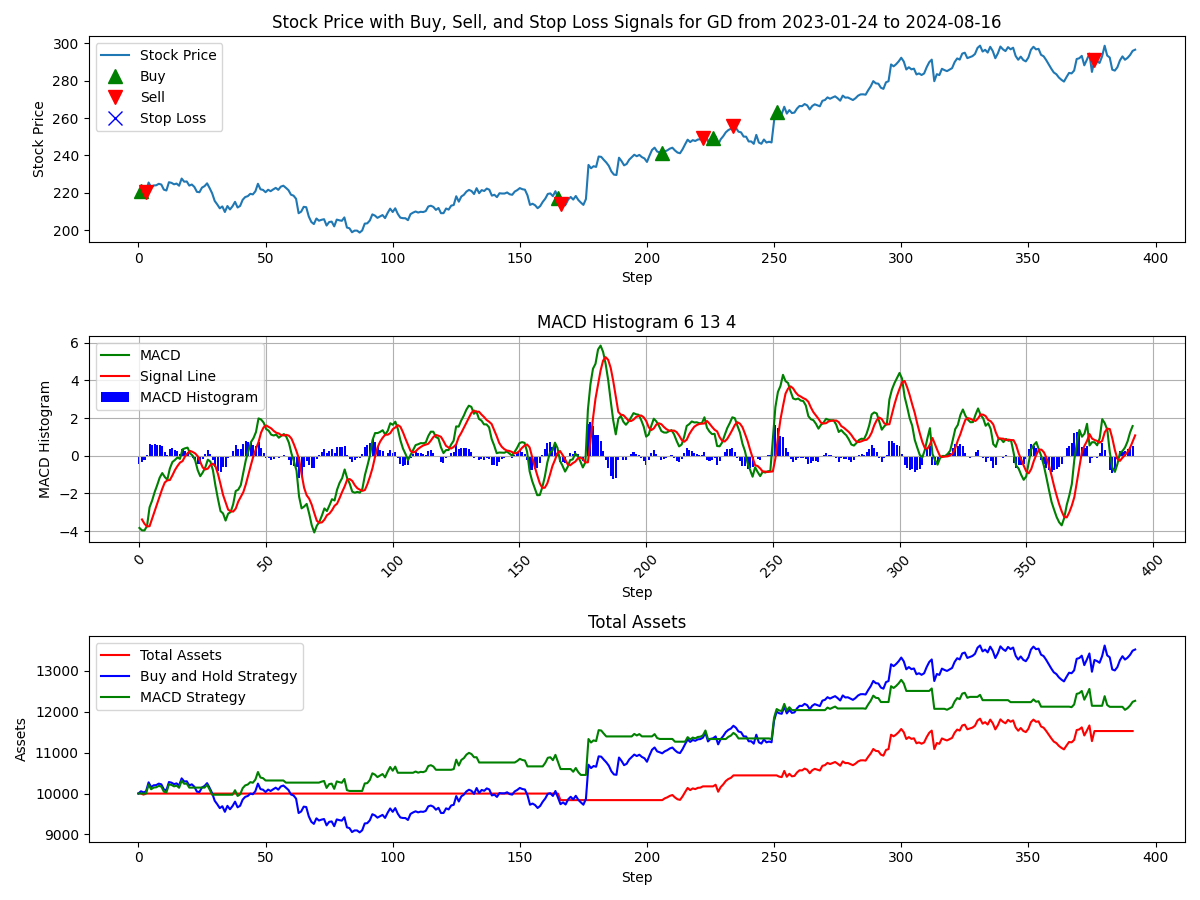 Stock Price with Buy, Sell, and Stop Loss Signals for GD from 2023-01-24 to 2024-08-16
Stock Price
Buy
Sell
Stop Loss
Stock Price
300
280
260
240
220
200
0 50 100 150 200 250 300 350 400
Step
MACD Histogram 6 13 4
MACD
Signal Line
MACD Histogram
MACD Histogram
6
4
2
0
−2
−4
0 50 100 150 200 250 300 350 400
Step
Total Assets
Total Assets
Buy and Hold Strategy
MACD Strategy
Assets
13000
12000
11000
10000
9000
0 50 100 150 200 250 300 350 400
Step